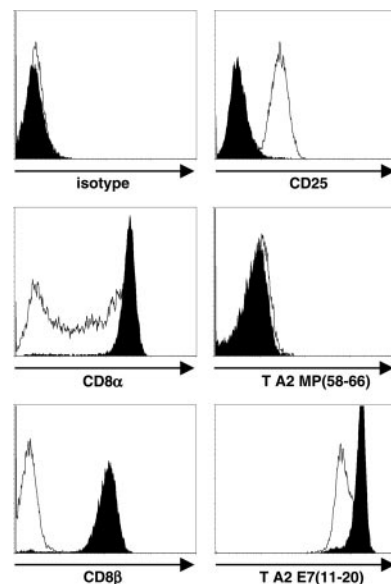 isotype
CD25
CD8α
T A2 MP(58-66)
CD8β
T A2 E7(11-20)